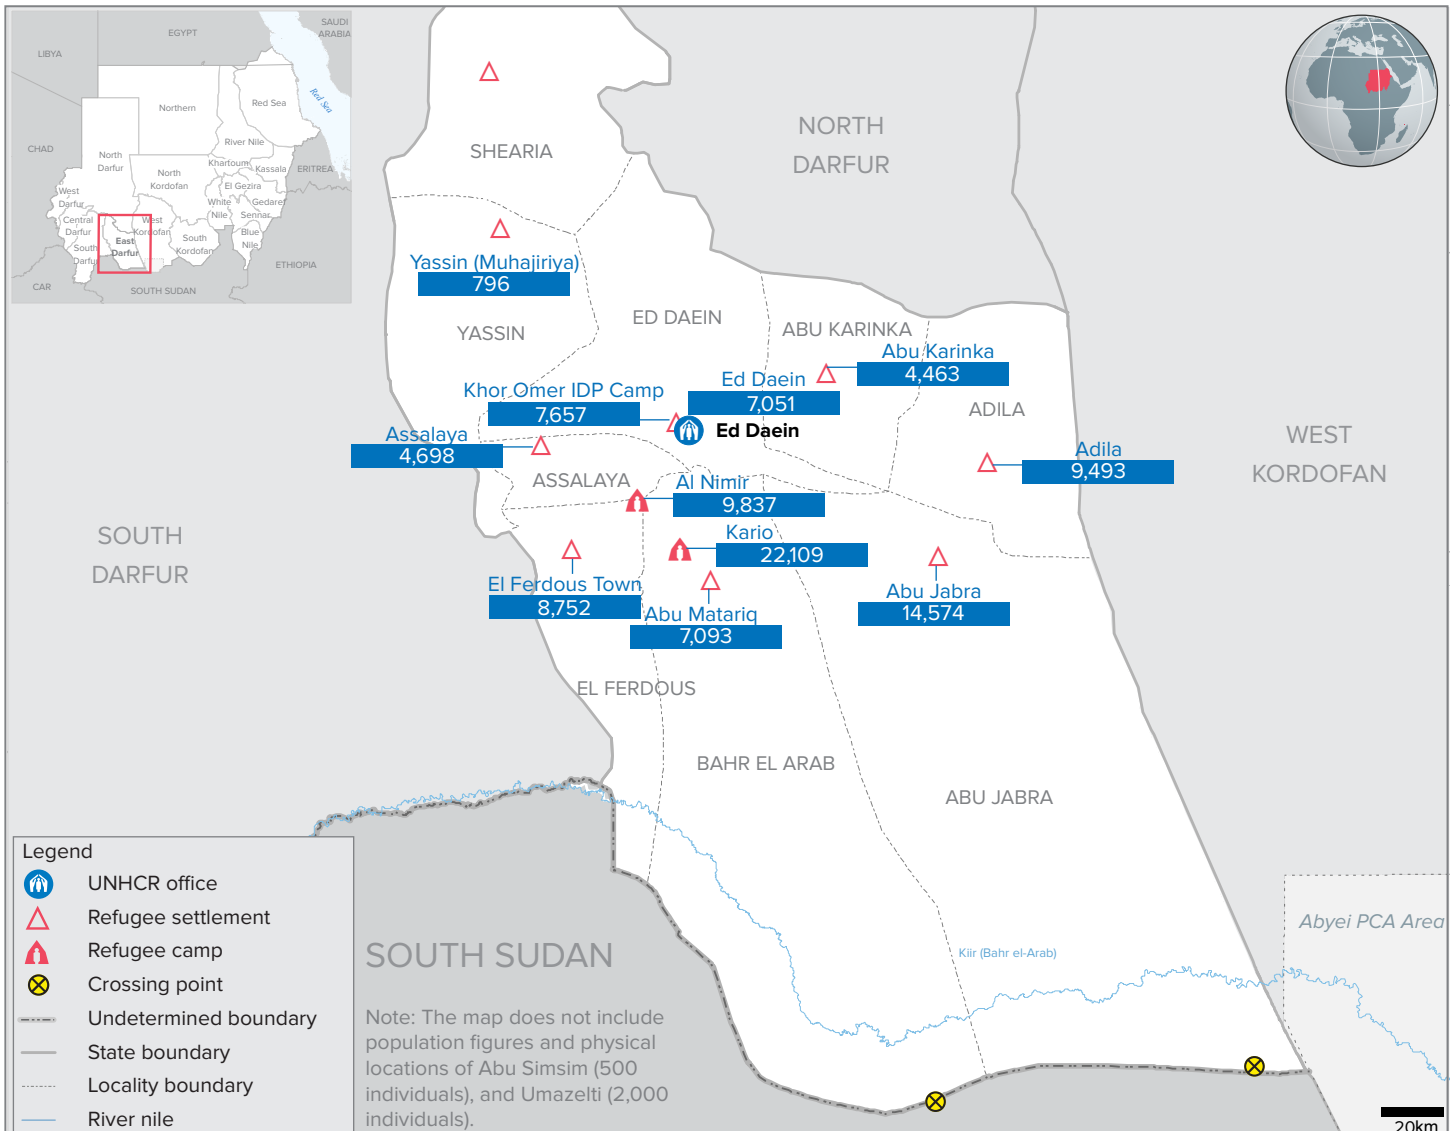 LIBYA
EGYPT
SAUDI
ARABIA
Red Sea
Northern
Red Sea
CHAD
North
Darfur
River Nile
Khartoum
Kassala
ERITREA
North
Kordofan
El Gezira
West
Darfur
White
Nile
Gedaref
Sennar
Central
Darfur
West
Kordofan
South
Kordofan
Blue
Nile
East
Darfur
South
Darfur
ETHIOPIA
CAR
SOUTH SUDAN
SHEARIA
NORTH
DARFUR
Yassin (Muhajiriya)
796
YASSIN
ED DAEIN
ABU KARINKA
Abu Karinka
4,463
Ed Daein
7,051
Khor Omer IDP Camp
7,657
ADILA
Ed Daein
Assalaya
4,698
WEST
KORDOFAN
Adila
9,493
ASSALAYA
Al Nimir
9,837
SOUTH
DARFUR
Kario
22,109
El Ferdous Town
8,752
Abu Jabra
14,574
Abu Matariq
7,093
EL FERDOUS
BAHR EL ARAB
ABU JABRA
Legend
UNHCR office
Refugee settlement
Refugee camp
Crossing point
Undetermined boundary
State boundary
Locality boundary
River nile
SOUTH SUDAN
Kiir (Bahr el-Arab)
Abyei PCA Area
Note: The map does not include
population figures and physical
locations of Abu Simsim (500
individuals), and Umazelti (2,000
individuals).
20km